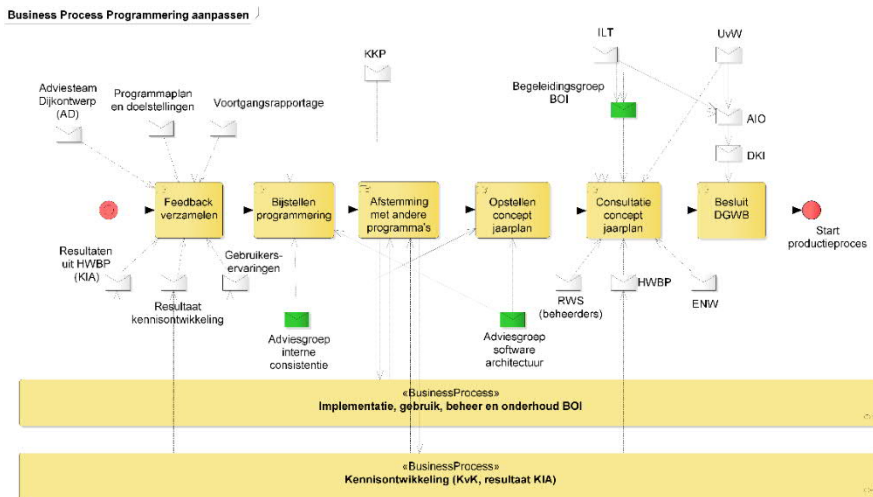 Business Process Programmering aanpassen
ILT
UvW
KKP
Adviesteam
Dijkontwerp
(AD)
Programmaplan
en doelstellingen
Voortgangsrapportage
Begeleidingsgroep
BOI
AIO
DKI
Feedback
verzamelen
Bijstellen
programmering
Afstemming
met andere
programma's
Opstellen
concept
jaarplan
Consultatie
concept
jaarplan
Besluit
DGWB
Start
productieproces
Resultaten
uit HWBP
(KIA)
Gebruikers-
ervaringen
Resultaat
kennisontwikkeling
RWS
(beheerders)
HWBP
ENW
Adviesgroep
interne
consistentie
Adviesgroep
software
architectuur
«BusinessProcess»
Implementatie, gebruik, beheer en onderhoud BOI
«BusinessProcess»
Kennisontwikkeling (KvK, resultaat KIA)